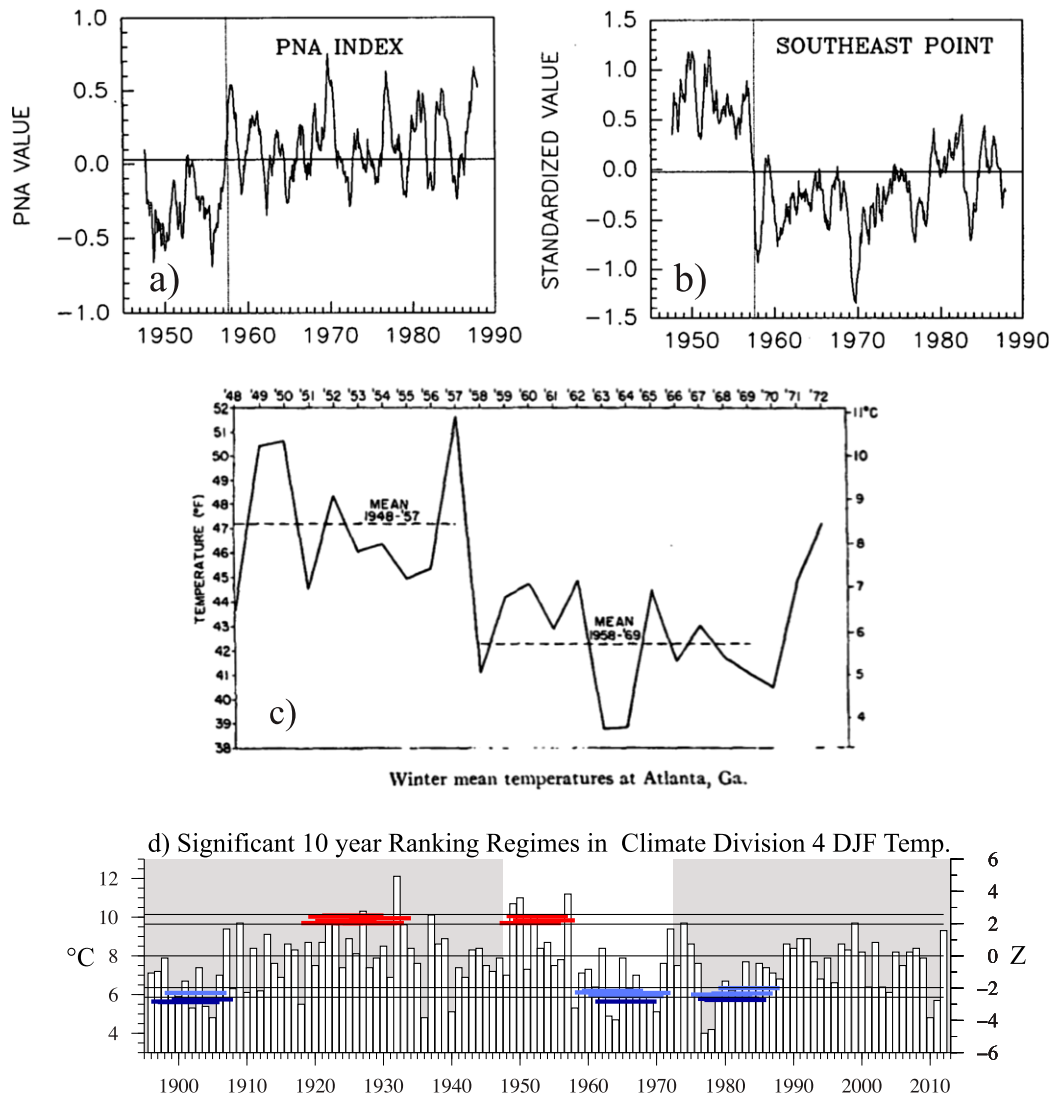 PNA INDEX
PNA VALUE
1.0
0.5
0.0
−0.5
−1.0
1950 1960 1970 1980 1990
a)
SOUTHEAST POINT
STANDARDIZED VALUE
1.5
1.0
0.5
0.0
−0.5
−1.0
−1.5
1950 1960 1970 1980 1990
b)
'48 '49 '50 '51 '52 '53 '54 '55 '56 '57 '58 '59 '60 '61 '62 '63 '64 '65 '66 '67 '68 '69 '70 '71 '72
TEMPERATURE (°F)
52
51
50
49
48
47
46
45
44
43
42
41
40
39
38
11°C
10
9
8
7
6
5
4
MEAN
1948-'57
MEAN
1958-'69
c)
Winter mean temperatures at Atlanta, Ga.
d) Significant 10 year Ranking Regimes in Climate Division 4 DJF Temp.
°C
12
10
8
6
4
6
4
2
0
−2
−4
−6
Z
1900 1910 1920 1930 1940 1950 1960 1970 1980 1990 2000 2010